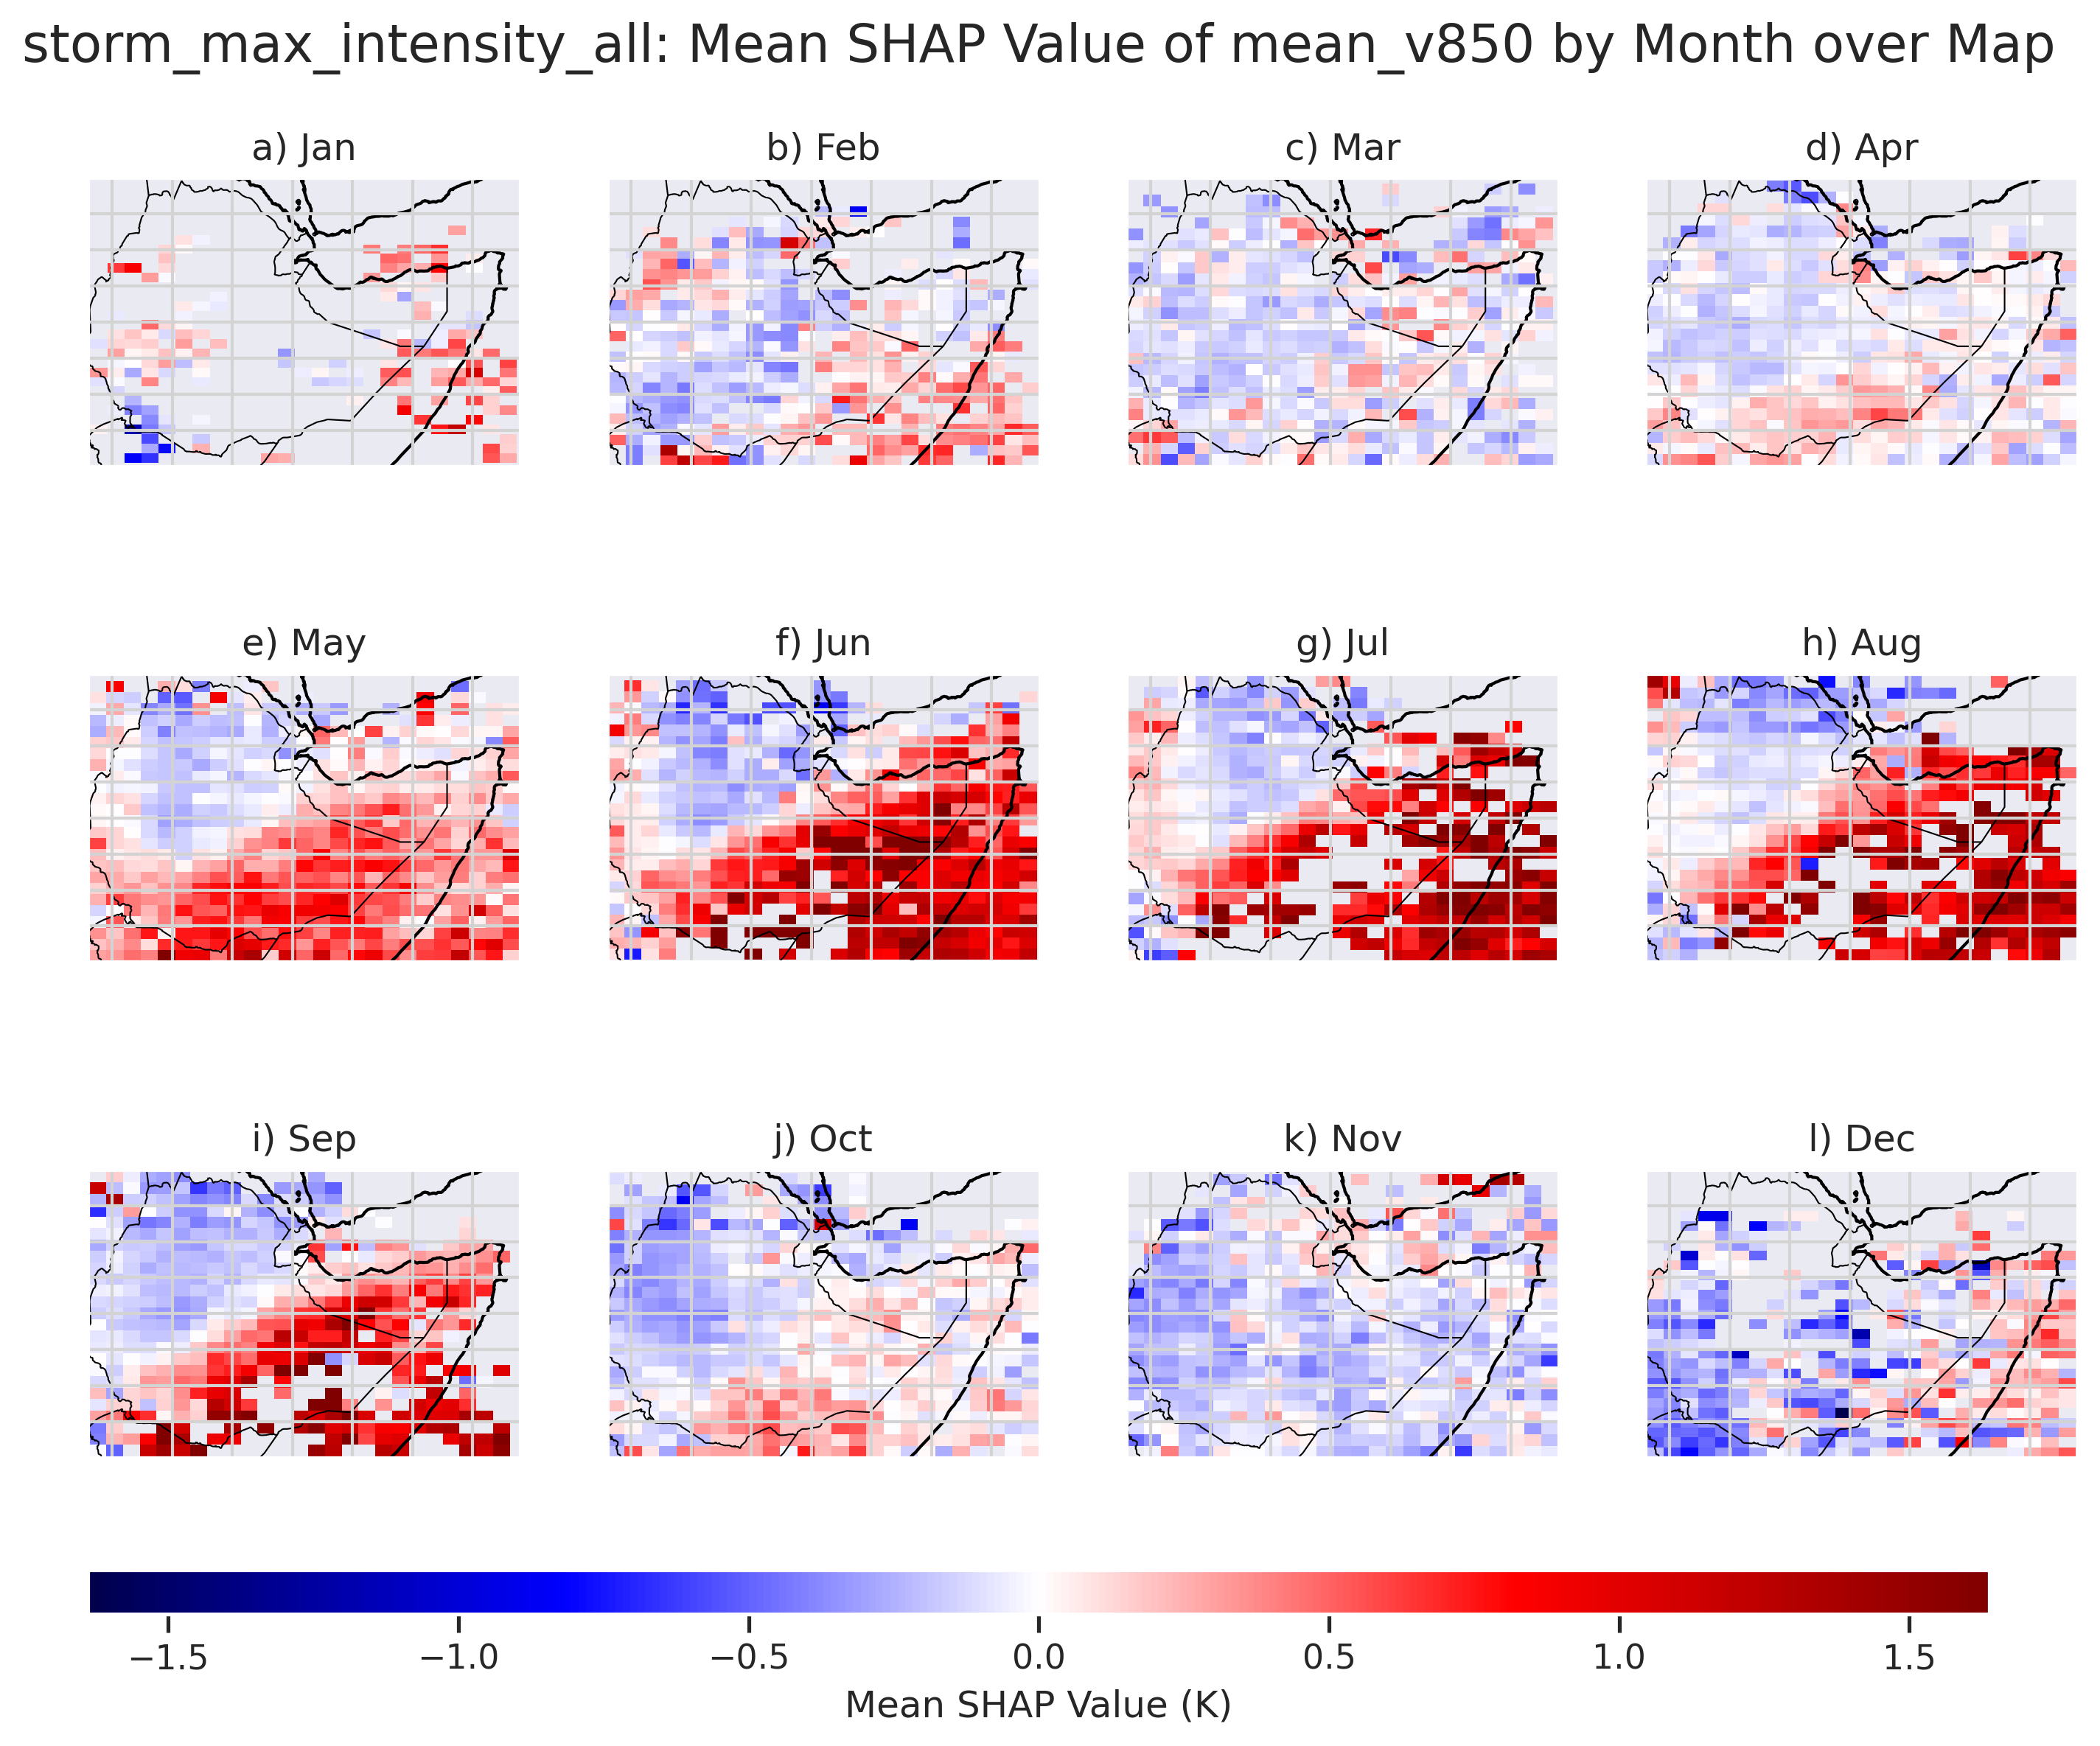 storm_max_intensity_all: Mean SHAP Value of mean_v850 by Month over Map
a) Jan
b) Feb
c) Mar
d) Apr
e) May
f) Jun
g) Jul
h) Aug
i) Sep
j) Oct
k) Nov
l) Dec
−1.5
−1.0
−0.5
0.0
0.5
1.0
1.5
Mean SHAP Value (K)